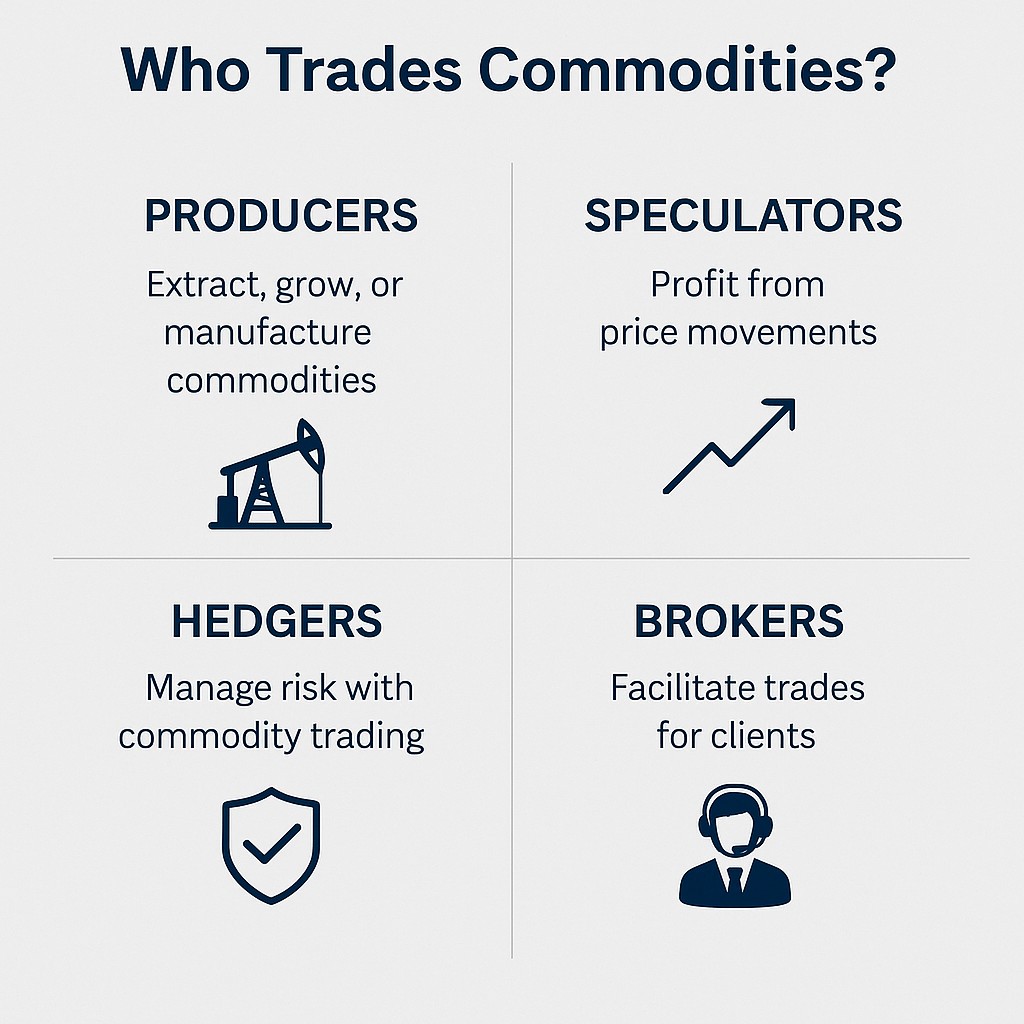 Who Trades Commodities?
PRODUCERS
Extract, grow, or
manufacture
commodities
SPECULATORS
Profit from
price movements
HEDGERS
Manage risk with
commodity trading
BROKERS
Facilitate trades
for clients